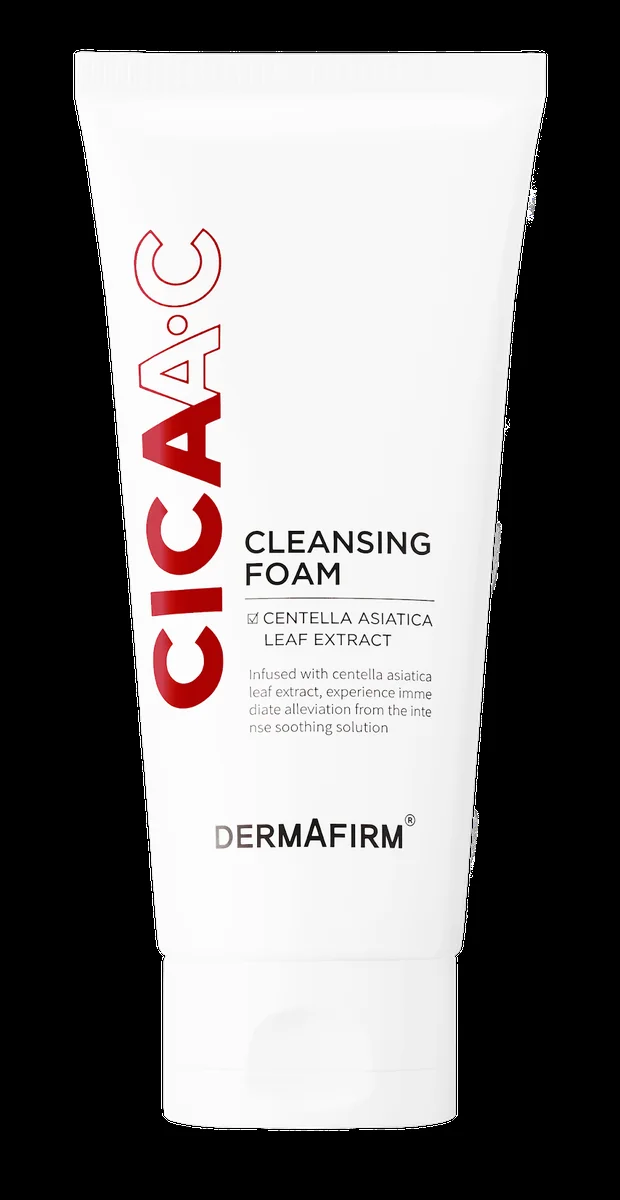 CICAA·C
CLEANSING
FOAM
☑ CENTELLA ASIATICA
LEAF EXTRACT
Infused with centella asiatica
leaf extract, experience imme
diate alleviation from the inte
nse soothing solution
DERMAFIRM®